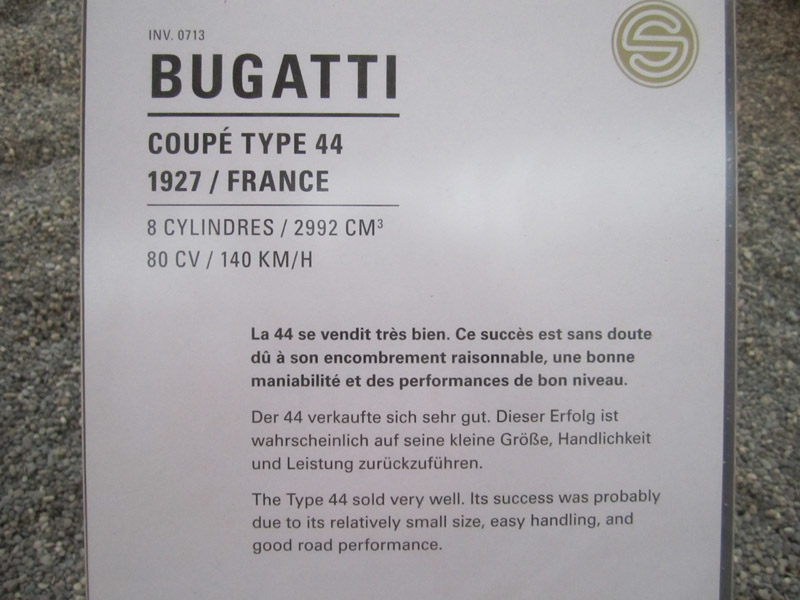 INV. 0713
BUGATTI
COUPÉ TYPE 44
1927 / FRANCE
8 CYLINDRES / 2992 CM³
80 CV / 140 KM/H
La 44 se vendit très bien. Ce succès est sans doute
dû à son encombrement raisonnable, une bonne
maniabilité et des performances de bon niveau.
Der 44 verkaufte sich sehr gut. Dieser Erfolg ist
wahrscheinlich auf seine kleine Größe, Handlichkeit
und Leistung zurückzuführen.
The Type 44 sold very well. Its success was probably
due to its relatively small size, easy handling, and
good road performance.